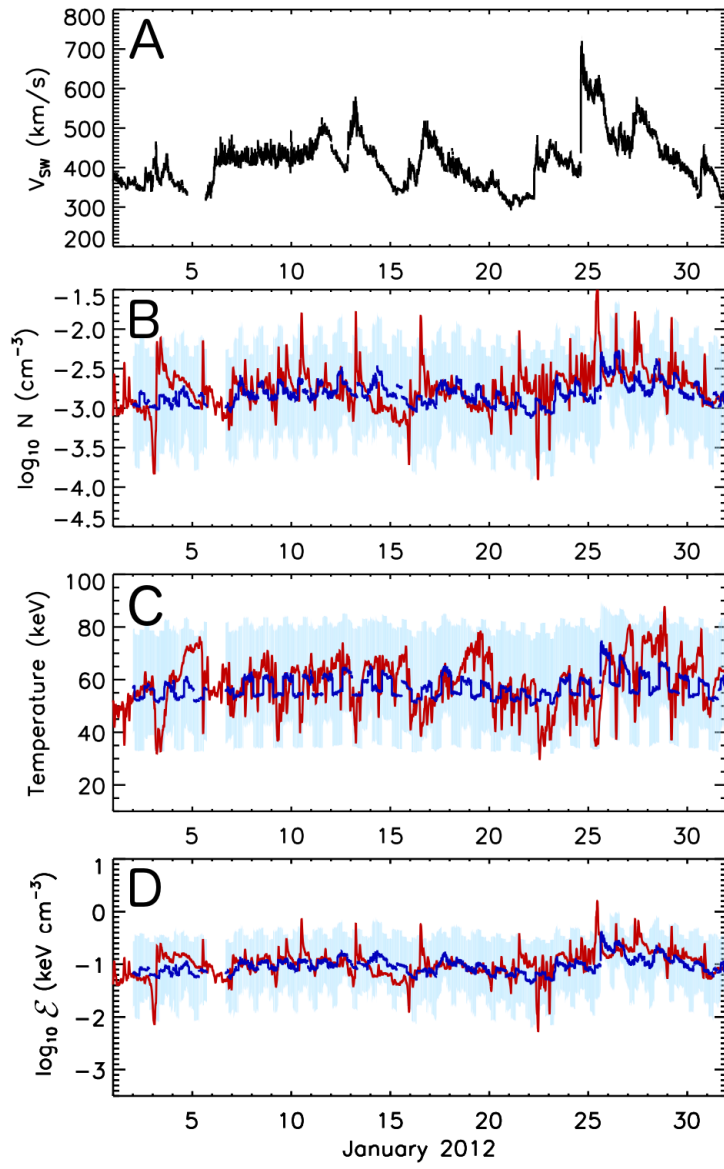 A
800
700
600
500
400
300
200
V_SW (km/s)
5 10 15 20 25 30
B
−1.5
−2.0
−2.5
−3.0
−3.5
−4.0
−4.5
log₁₀ N (cm⁻³)
5 10 15 20 25 30
C
100
80
60
40
20
Temperature (keV)
5 10 15 20 25 30
D
1
0
−1
−2
−3
log₁₀ ℰ (keV cm⁻³)
5 10 15 20 25 30
January 2012